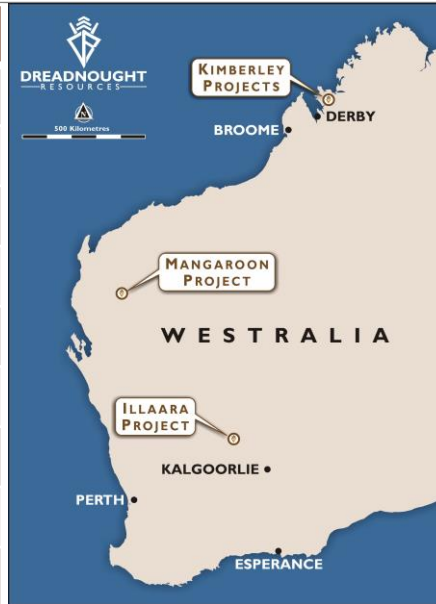 DREADNOUGHT
RESOURCES
N
500 Kilometres
KIMBERLEY
PROJECTS
DERBY
BROOME
MANGAROON
PROJECT
WESTRALIA
ILLAARA
PROJECT
KALGOORLIE
PERTH
ESPERANCE